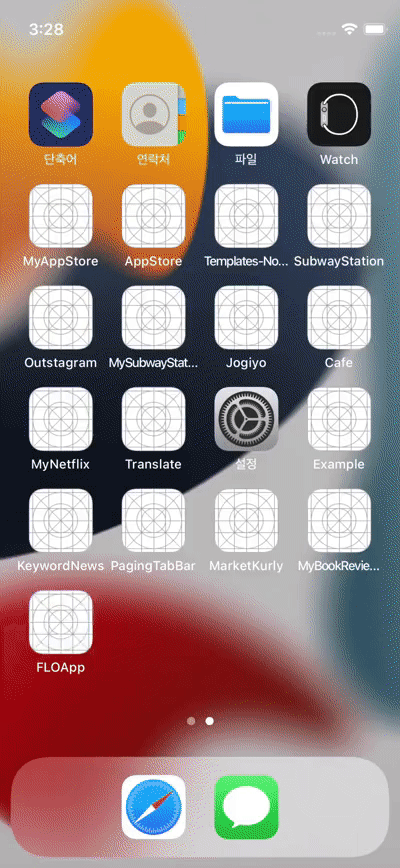 3:28
단축어 연락처 파일 Watch
MyAppStore AppStore Templates-No... SubwayStation
Outstagram MySubwayStat... Jogiyo Cafe
MyNetflix Translate 설정 Example
KeywordNews PagingTabBar MarketKurly MyBookRevie...
FLOApp